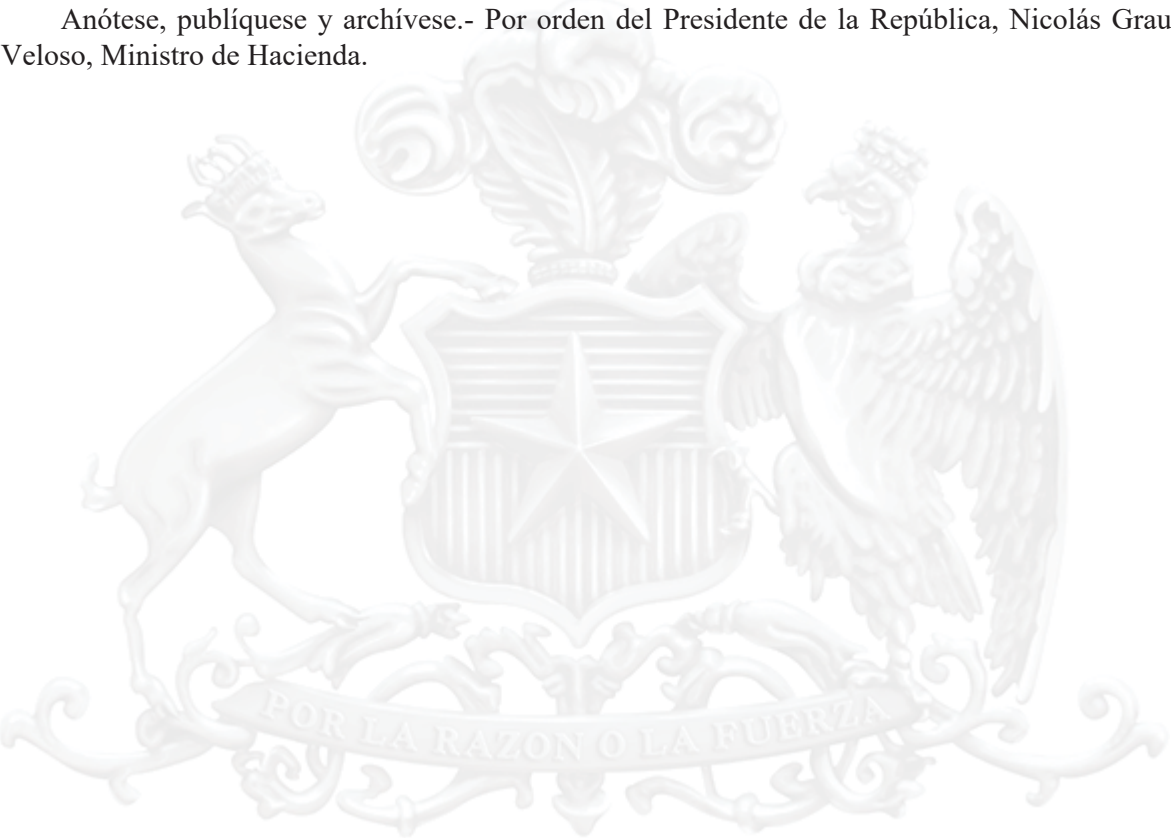 Anótese, publíquese y archívese.- Por orden del Presidente de la República, Nicolás Grau
Veloso, Ministro de Hacienda.
POR LA RAZON O LA FUERZA